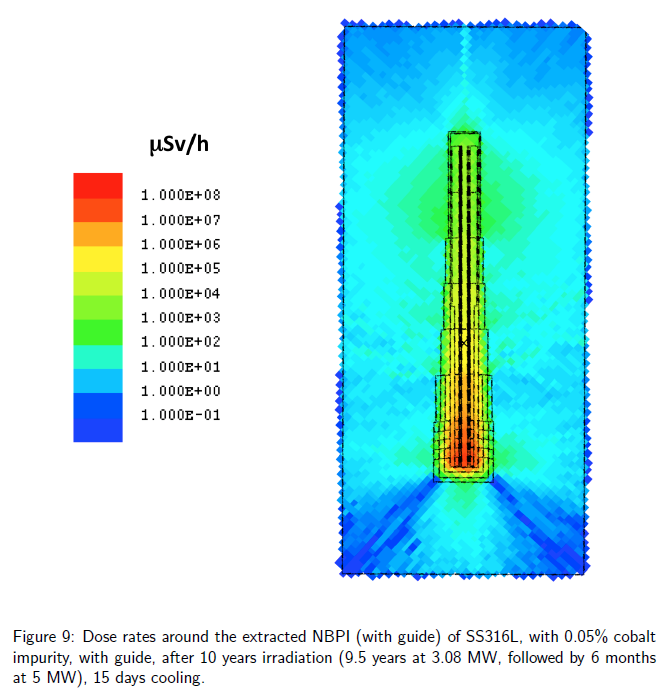 μSv/h
1.000E+08
1.000E+07
1.000E+06
1.000E+05
1.000E+04
1.000E+03
1.000E+02
1.000E+01
1.000E+00
1.000E-01
Figure 9: Dose rates around the extracted NBPI (with guide) of SS316L, with 0.05% cobalt
impurity, with guide, after 10 years irradiation (9.5 years at 3.08 MW, followed by 6 months
at 5 MW), 15 days cooling.